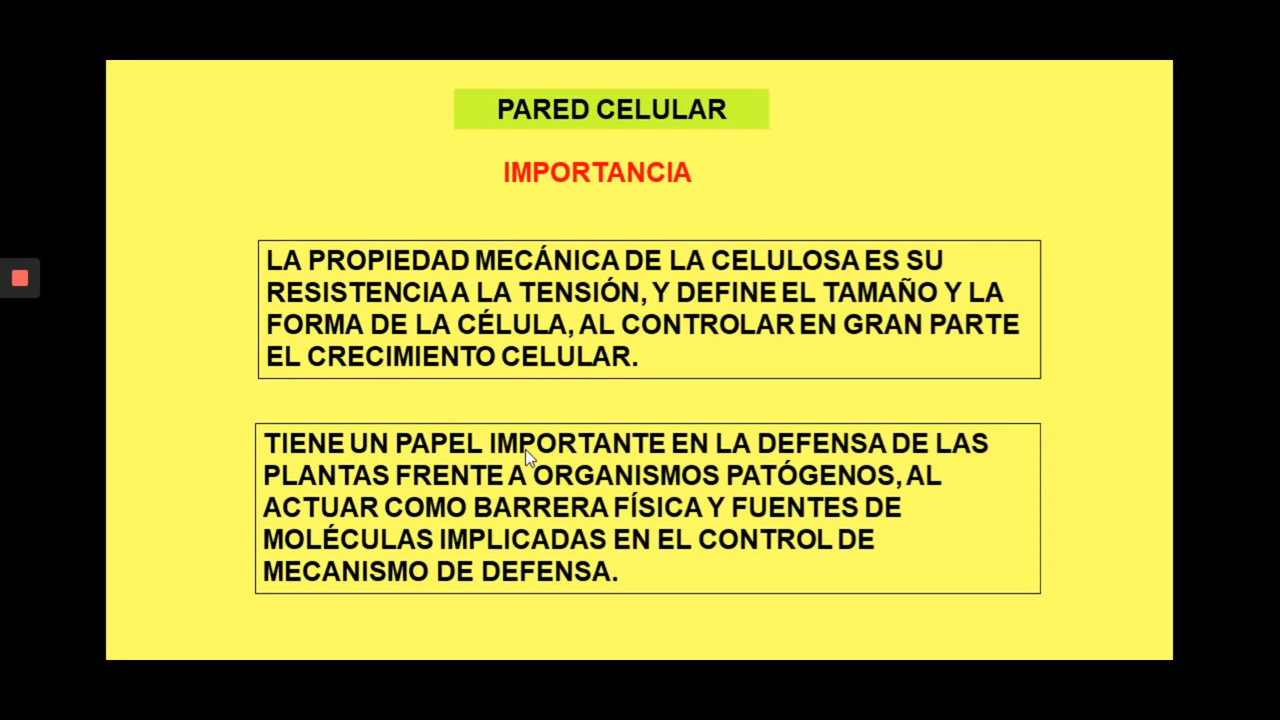 PARED CELULAR
IMPORTANCIA
LA PROPIEDAD MECÁNICA DE LA CELULOSA ES SU
RESISTENCIA A LA TENSIÓN, Y DEFINE EL TAMAÑO Y LA
FORMA DE LA CÉLULA, AL CONTROLAR EN GRAN PARTE
EL CRECIMIENTO CELULAR.
TIENE UN PAPEL IMPORTANTE EN LA DEFENSA DE LAS
PLANTAS FRENTE A ORGANISMOS PATÓGENOS, AL
ACTUAR COMO BARRERA FÍSICA Y FUENTES DE
MOLÉCULAS IMPLICADAS EN EL CONTROL DE
MECANISMO DE DEFENSA.